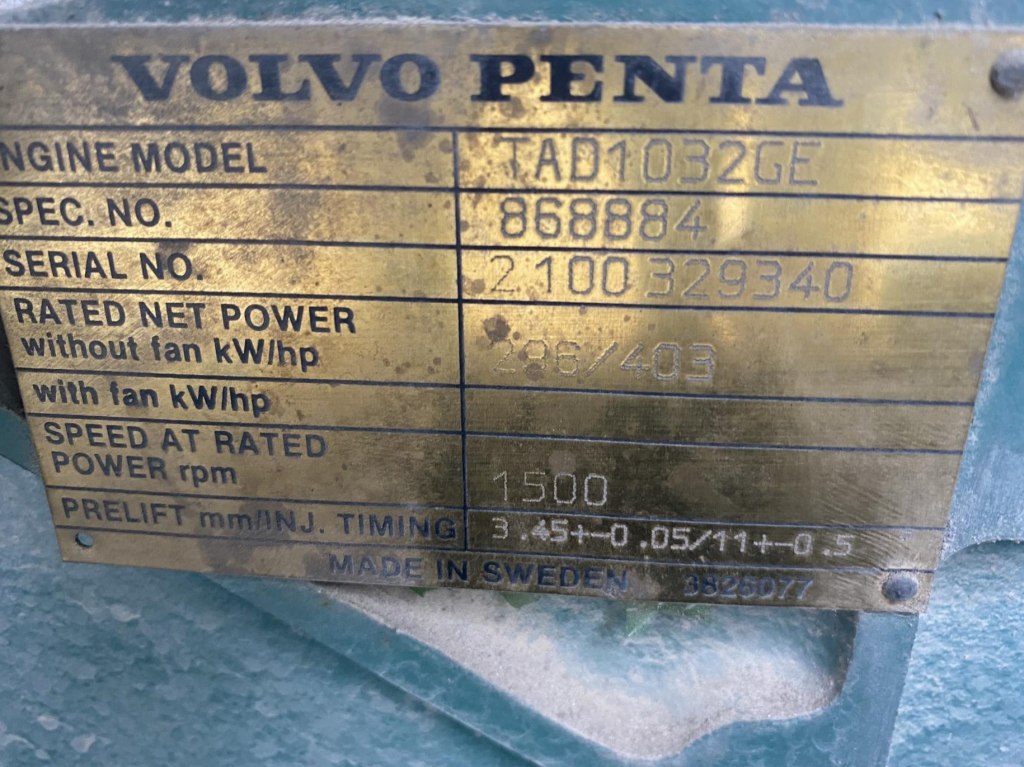 VOLVO PENTA
NGINE MODEL TAD1032GE
SPEC. NO. 868884
SERIAL NO. 2100329340
RATED NET POWER
without fan kW/hp 296/403
with fan kW/hp
SPEED AT RATED
POWER rpm 1500
PRELIFT mm/INJ. TIMING 3.45+-0.05/11+-0.5
MADE IN SWEDEN 3825077